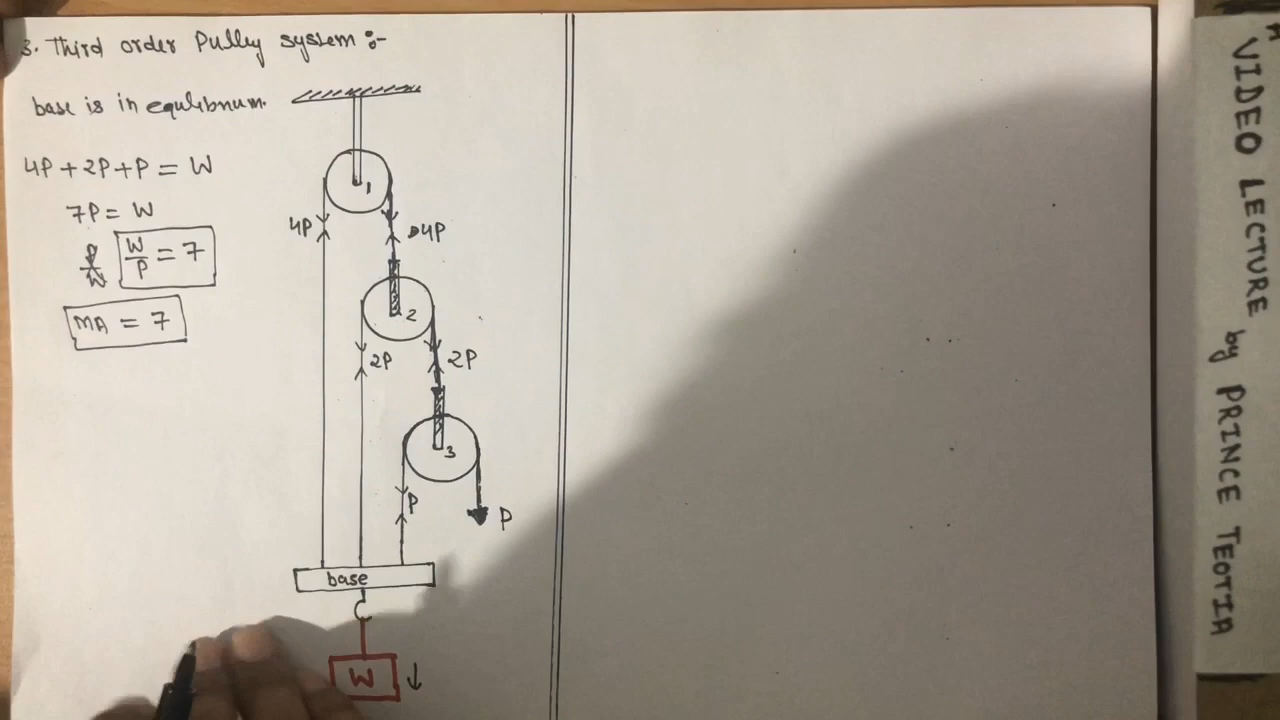 3. Third order Pulley system :-
base is in equlibrium.
4P + 2P + P = W
7P = W
W/P = 7
MA = 7
1
4P
4P
2
2P
2P
3
P
P
base
W
VIDEO LECTURE by PRINCE TEOTIA